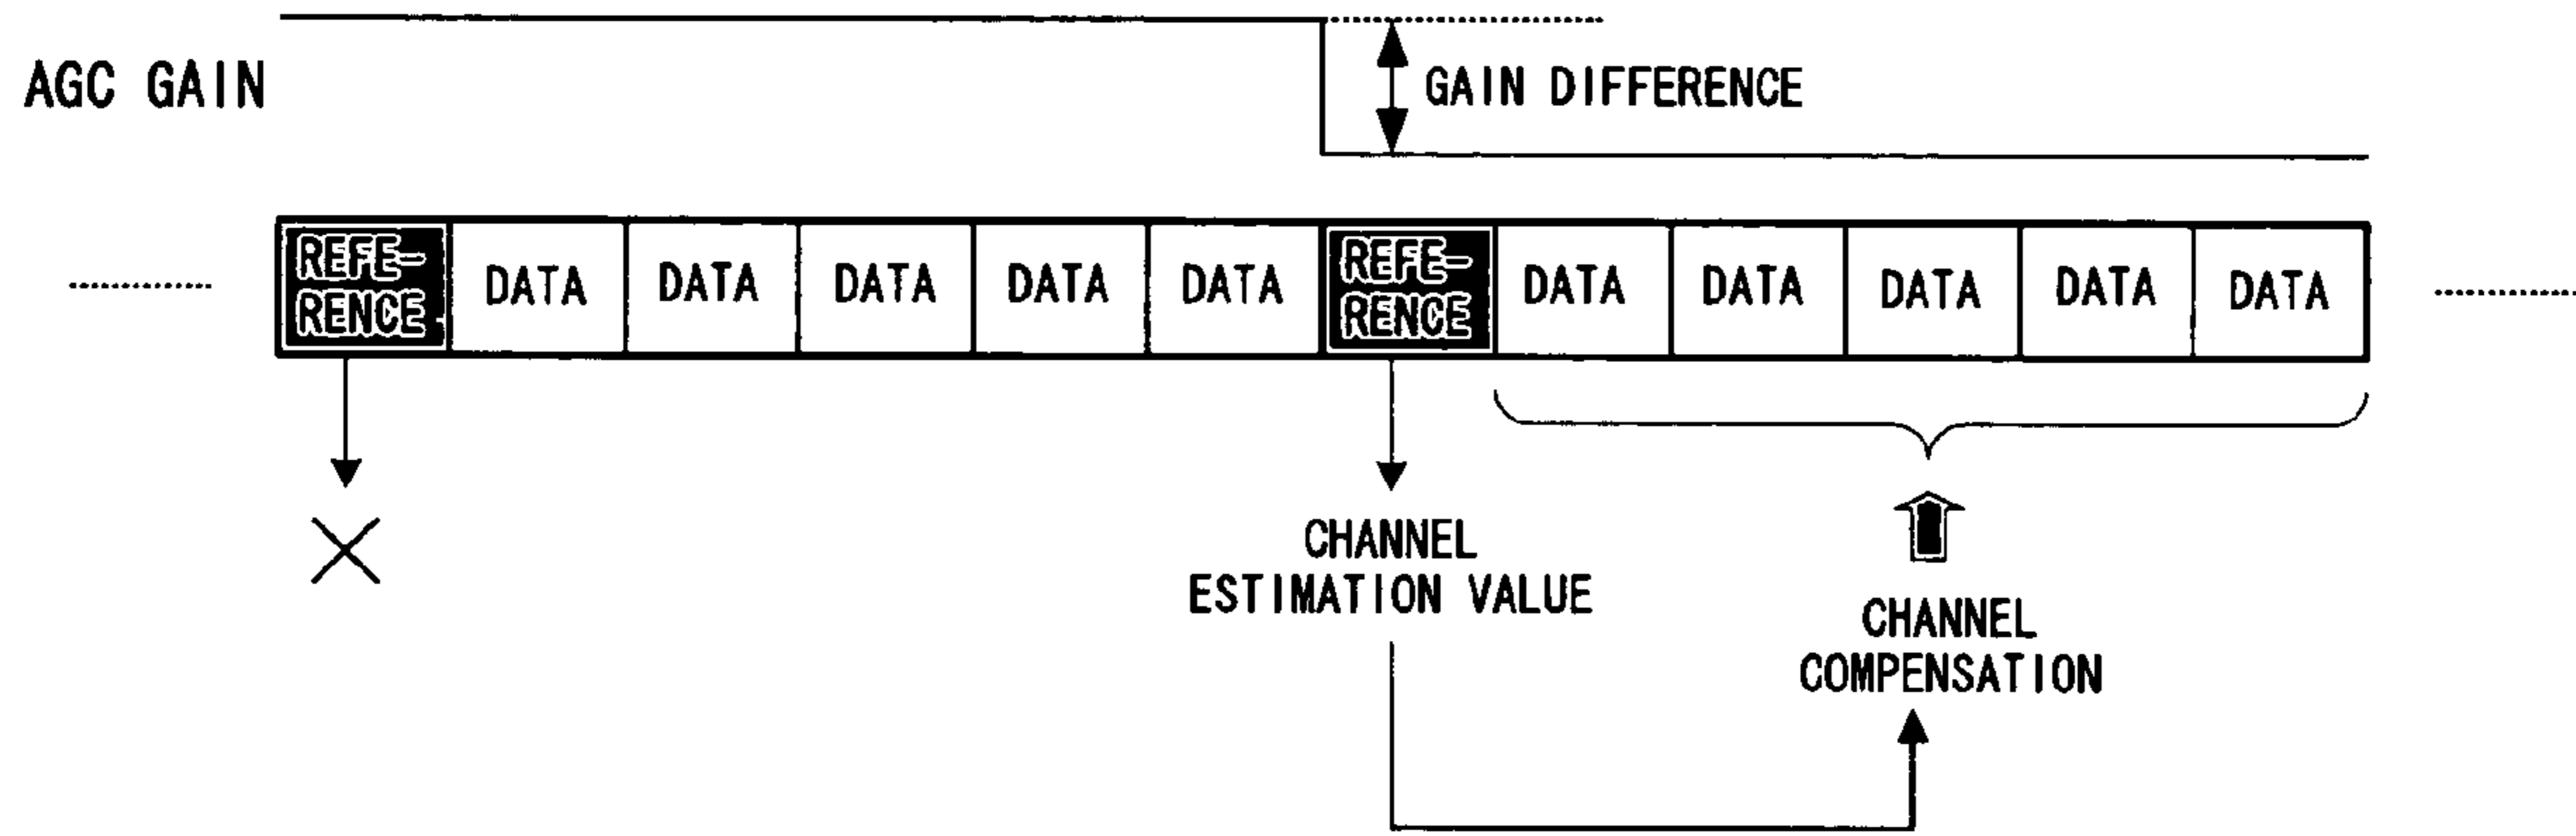 AGC GAIN
GAIN DIFFERENCE
REFE-
RENCE
DATA
DATA
DATA
DATA
DATA
REFE-
RENCE
DATA
DATA
DATA
DATA
DATA
CHANNEL
ESTIMATION VALUE
CHANNEL
COMPENSATION